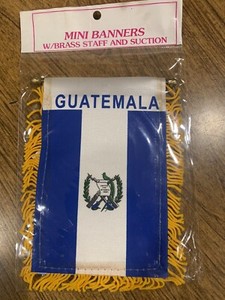 MINI BANNERS
W/BRASS STAFF AND SUCTION
GUATEMALA